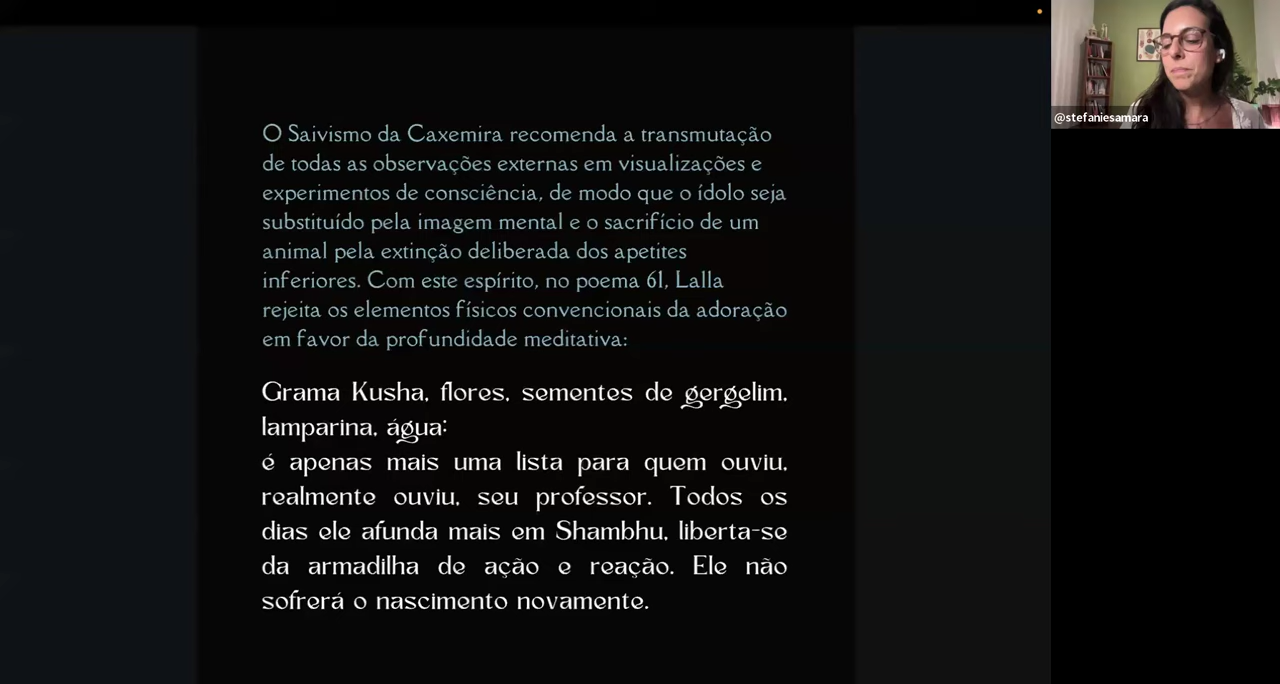 O Saivismo da Caxemira recomenda a transmutação
de todas as observações externas em visualizações e
experimentos de consciência, de modo que o ídolo seja
substituído pela imagem mental e o sacrifício de um
animal pela extinção deliberada dos apetites
inferiores. Com este espírito, no poema 61, Lalla
rejeita os elementos físicos convencionais da adoração
em favor da profundidade meditativa:
Grama Kusha, flores, sementes de gergelim,
lamparina, água:
é apenas mais uma lista para quem ouviu,
realmente ouviu, seu professor. Todos os
dias ele afunda mais em Shambhu, liberta-se
da armadilha de ação e reação. Ele não
sofrerá o nascimento novamente.
@stefaniesamara